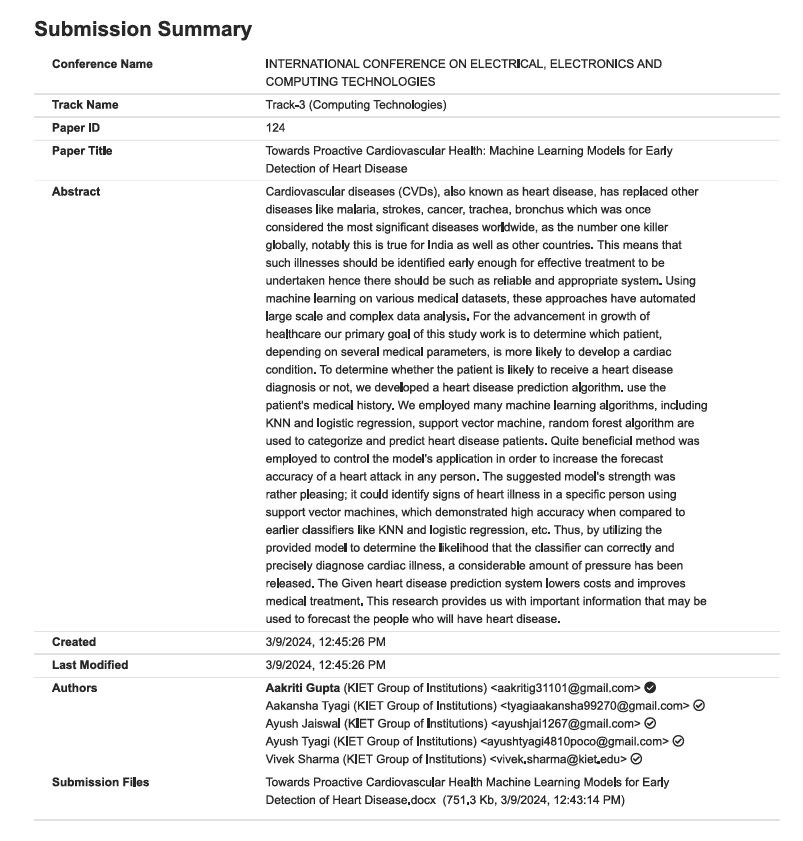 Submission Summary
Conference Name
INTERNATIONAL CONFERENCE ON ELECTRICAL, ELECTRONICS AND
COMPUTING TECHNOLOGIES
Track Name
Track-3 (Computing Technologies)
Paper ID
124
Paper Title
Towards Proactive Cardiovascular Health: Machine Learning Models for Early
Detection of Heart Disease
Abstract
Cardiovascular diseases (CVDs), also known as heart disease, has replaced other
diseases like malaria, strokes, cancer, trachea, bronchus which was once
considered the most significant diseases worldwide, as the number one killer
globally, notably this is true for India as well as other countries. This means that
such illnesses should be identified early enough for effective treatment to be
undertaken hence there should be such as reliable and appropriate system. Using
machine learning on various medical datasets, these approaches have automated
large scale and complex data analysis. For the advancement in growth of
healthcare our primary goal of this study work is to determine which patient,
depending on several medical parameters, is more likely to develop a cardiac
condition. To determine whether the patient is likely to receive a heart disease
diagnosis or not, we developed a heart disease prediction algorithm. use the
patient's medical history. We employed many machine learning algorithms, including
KNN and logistic regression, support vector machine, random forest algorithm are
used to categorize and predict heart disease patients. Quite beneficial method was
employed to control the model's application in order to increase the forecast
accuracy of a heart attack in any person. The suggested model's strength was
rather pleasing; it could identify signs of heart illness in a specific person using
support vector machines, which demonstrated high accuracy when compared to
earlier classifiers like KNN and logistic regression, etc. Thus, by utilizing the
provided model to determine the likelihood that the classifier can correctly and
precisely diagnose cardiac illness, a considerable amount of pressure has been
released. The Given heart disease prediction system lowers costs and improves
medical treatment. This research provides us with important information that may be
used to forecast the people who will have heart disease.
Created
3/9/2024, 12:45:26 PM
Last Modified
3/9/2024, 12:45:26 PM
Authors
Aakriti Gupta (KIET Group of Institutions) <aakritig31101@gmail.com>
Aakansha Tyagi (KIET Group of Institutions) <tyagiaakansha99270@gmail.com>
Ayush Jaiswal (KIET Group of Institutions) <ayushjai1267@gmail.com>
Ayush Tyagi (KIET Group of Institutions) <ayushtyagi4810poco@gmail.com>
Vivek Sharma (KIET Group of Institutions) <vivek.sharma@kiet.edu>
Submission Files
Towards Proactive Cardiovascular Health Machine Learning Models for Early
Detection of Heart Disease.docx (751.3 Kb, 3/9/2024, 12:43:14 PM)